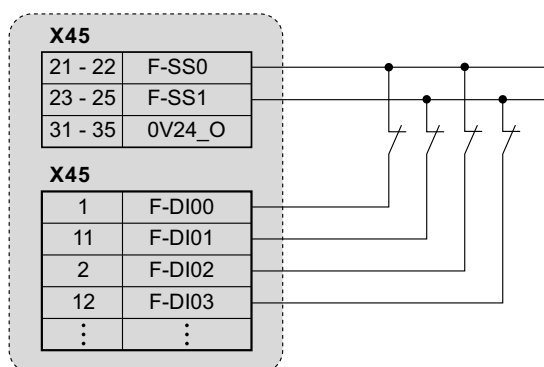 X45
21 - 22 F-SS0
23 - 25 F-SS1
31 - 35 0V24_O
X45
1 F-DI00
11 F-DI01
2 F-DI02
12 F-DI03
⋮ ⋮